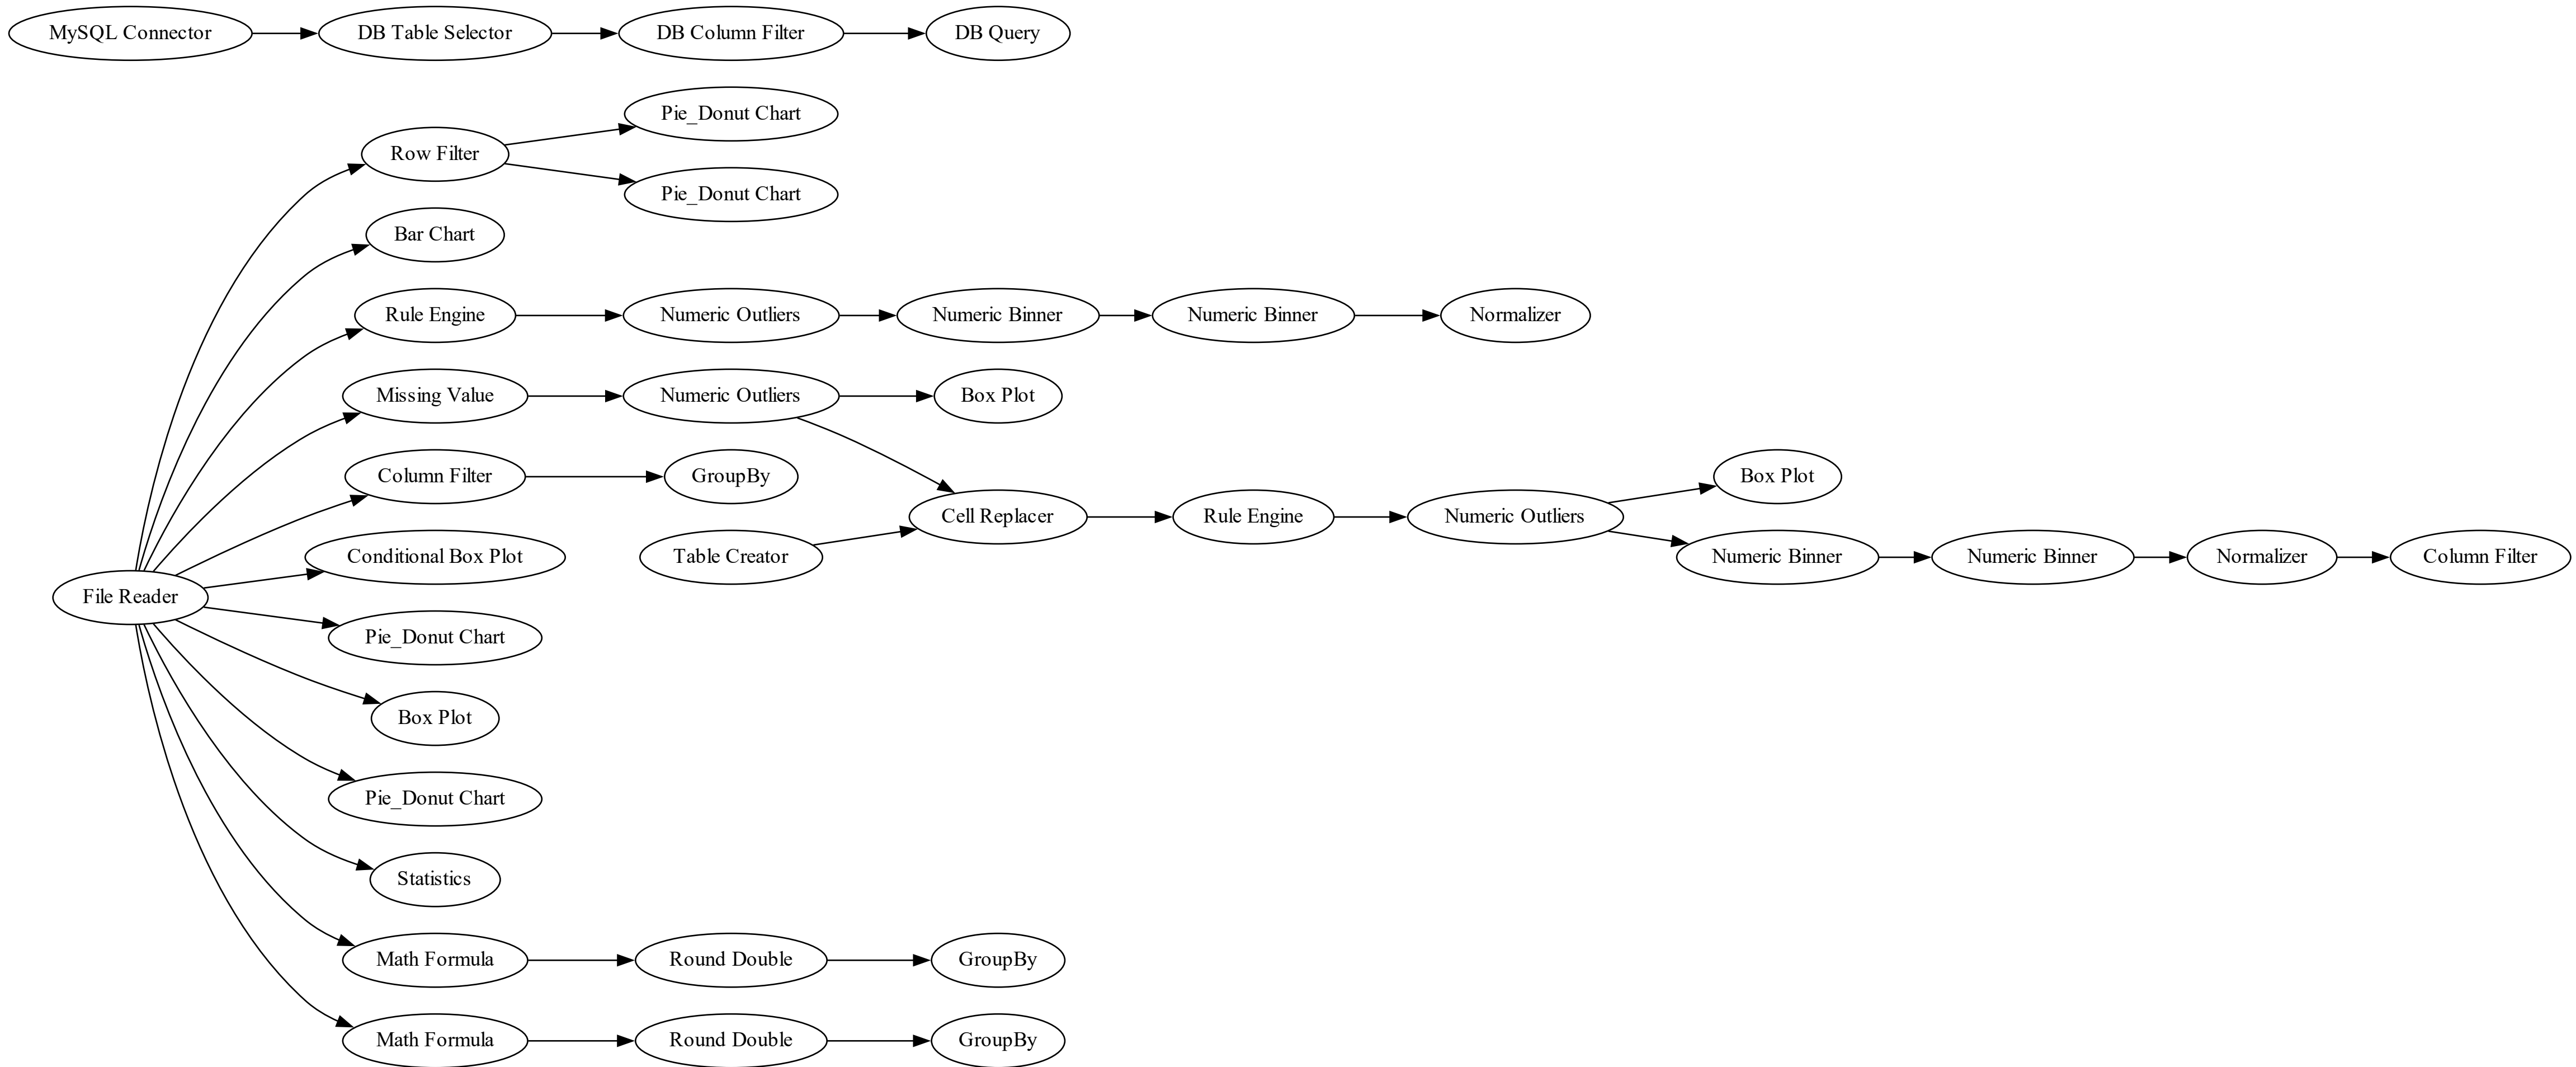 MySQL Connector
DB Table Selector
DB Column Filter
DB Query
Pie_Donut Chart
Row Filter
Pie_Donut Chart
Bar Chart
Rule Engine
Numeric Outliers
Numeric Binner
Numeric Binner
Normalizer
Missing Value
Numeric Outliers
Box Plot
Column Filter
GroupBy
Box Plot
Cell Replacer
Rule Engine
Numeric Outliers
Conditional Box Plot
Table Creator
Numeric Binner
Numeric Binner
Normalizer
Column Filter
File Reader
Pie_Donut Chart
Box Plot
Pie_Donut Chart
Statistics
Math Formula
Round Double
GroupBy
Math Formula
Round Double
GroupBy